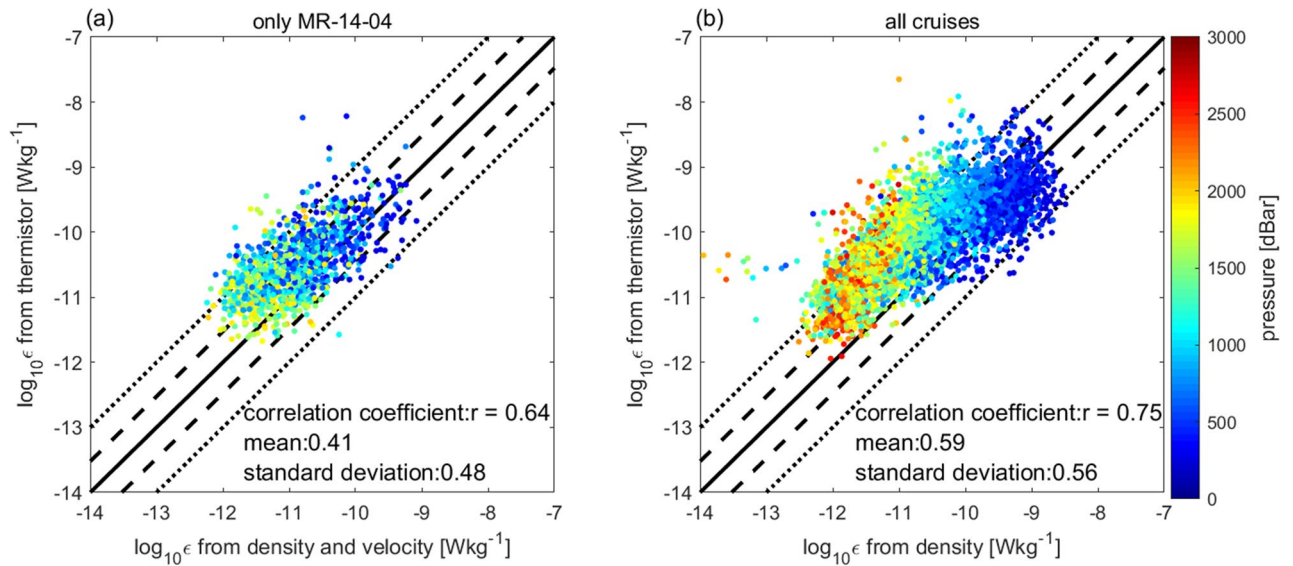 (a)
only MR-14-04
-7
-8
-9
-10
-11
-12
-13
-14
log₁₀ϵ from thermistor [Wkg⁻¹]
correlation coefficient:r = 0.64
mean:0.41
standard deviation:0.48
-14 -13 -12 -11 -10 -9 -8 -7
log₁₀ϵ from density and velocity [Wkg⁻¹]
(b)
all cruises
-7
-8
-9
-10
-11
-12
-13
-14
log₁₀ϵ from thermistor [Wkg⁻¹]
correlation coefficient:r = 0.75
mean:0.59
standard deviation:0.56
-14 -13 -12 -11 -10 -9 -8 -7
log₁₀ϵ from density [Wkg⁻¹]
3000
2500
2000
1500
1000
500
0
pressure [dBar]